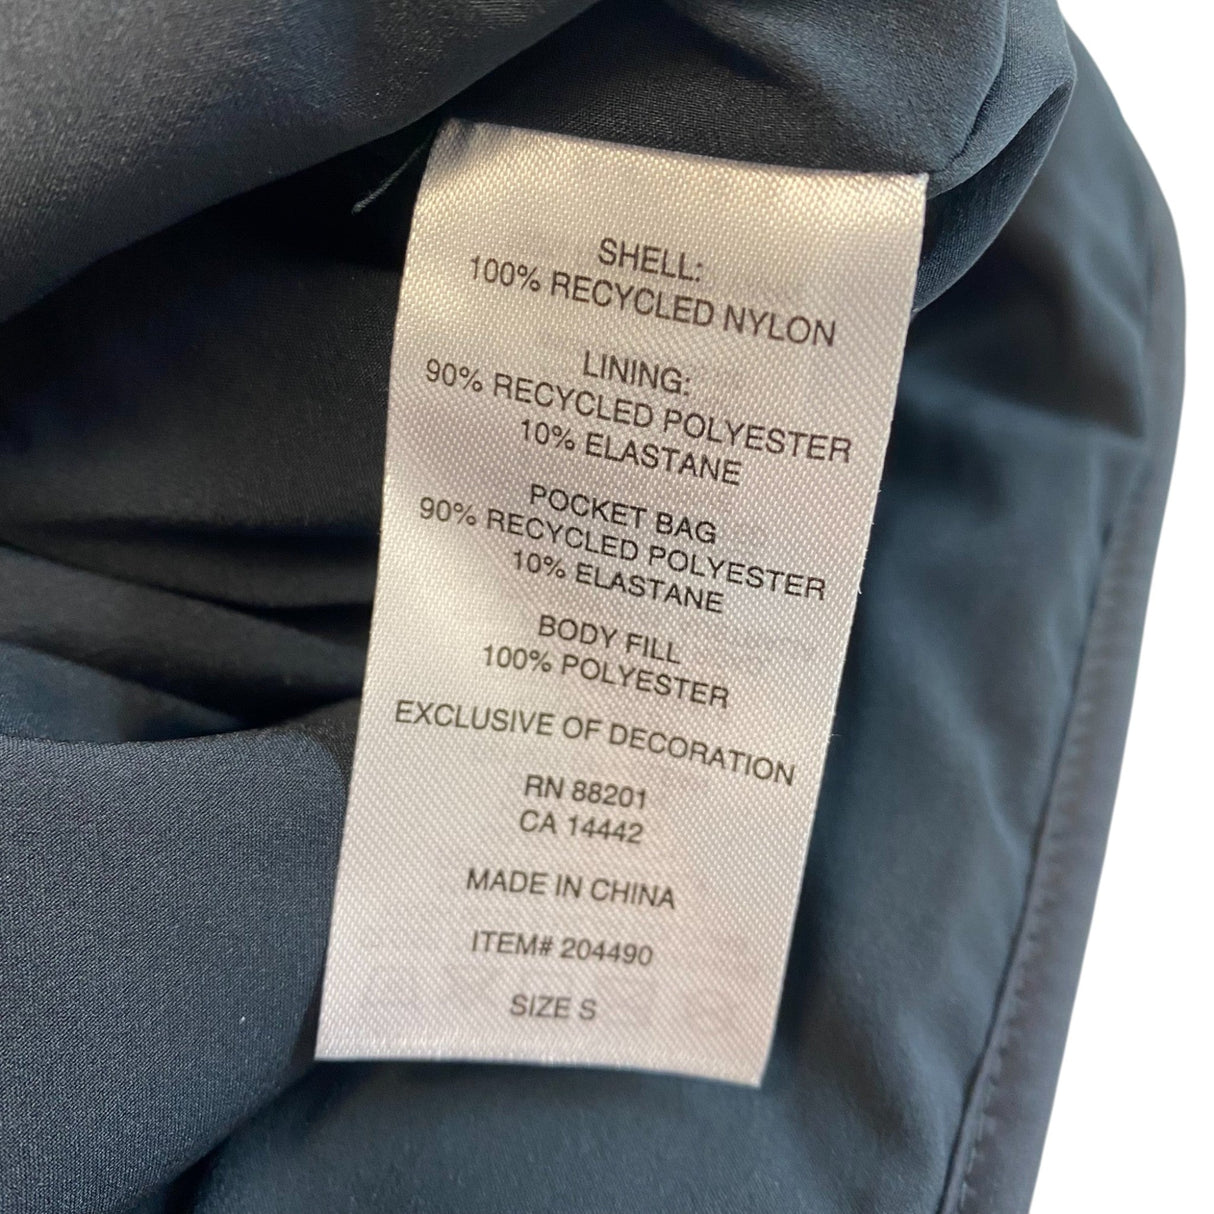 SHELL:
100% RECYCLED NYLON
LINING:
90% RECYCLED POLYESTER
10% ELASTANE
POCKET BAG
90% RECYCLED POLYESTER
10% ELASTANE
BODY FILL
100% POLYESTER
EXCLUSIVE OF DECORATION
RN 88201
CA 14442
MADE IN CHINA
ITEM# 204490
SIZE S